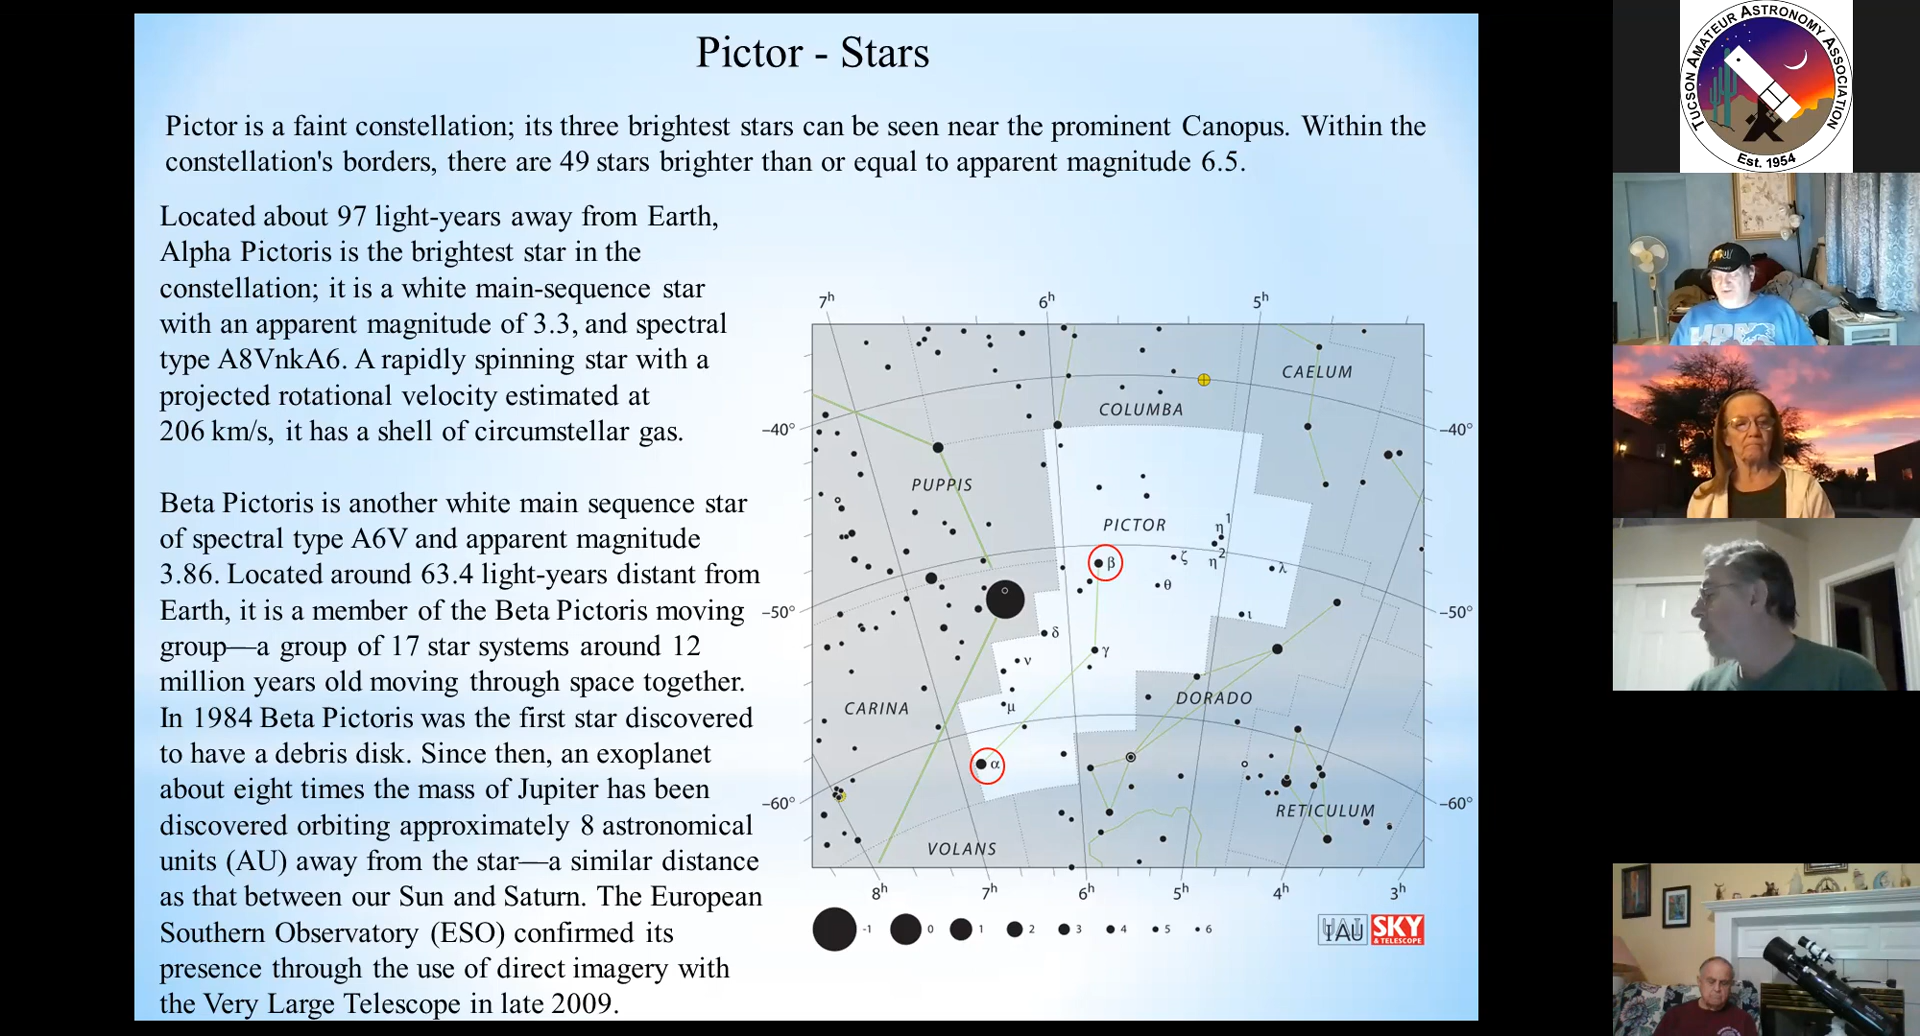 Pictor - Stars
Pictor is a faint constellation; its three brightest stars can be seen near the prominent Canopus. Within the
constellation's borders, there are 49 stars brighter than or equal to apparent magnitude 6.5.
Located about 97 light-years away from Earth,
Alpha Pictoris is the brightest star in the
constellation; it is a white main-sequence star
with an apparent magnitude of 3.3, and spectral
type A8VnkA6. A rapidly spinning star with a
projected rotational velocity estimated at
206 km/s, it has a shell of circumstellar gas.
Beta Pictoris is another white main sequence star
of spectral type A6V and apparent magnitude
3.86. Located around 63.4 light-years distant from
Earth, it is a member of the Beta Pictoris moving
group—a group of 17 star systems around 12
million years old moving through space together.
In 1984 Beta Pictoris was the first star discovered
to have a debris disk. Since then, an exoplanet
about eight times the mass of Jupiter has been
discovered orbiting approximately 8 astronomical
units (AU) away from the star—a similar distance
as that between our Sun and Saturn. The European
Southern Observatory (ESO) confirmed its
presence through the use of direct imagery with
the Very Large Telescope in late 2009.
7h 6h 5h
CAELUM
COLUMBA
–40° –40°
PUPPIS
PICTOR
η1
η2
β ζ λ
θ
–50° –50°
ι
δ
γ
ν
DORADO
CARINA μ
α
–60° –60°
RETICULUM
VOLANS
8h 7h 6h 5h 4h 3h
-1 0 1 2 3 4 5 6
IAU SKY
& TELESCOPE
TUCSON AMATEUR ASTRONOMY ASSOCIATION
Est. 1954